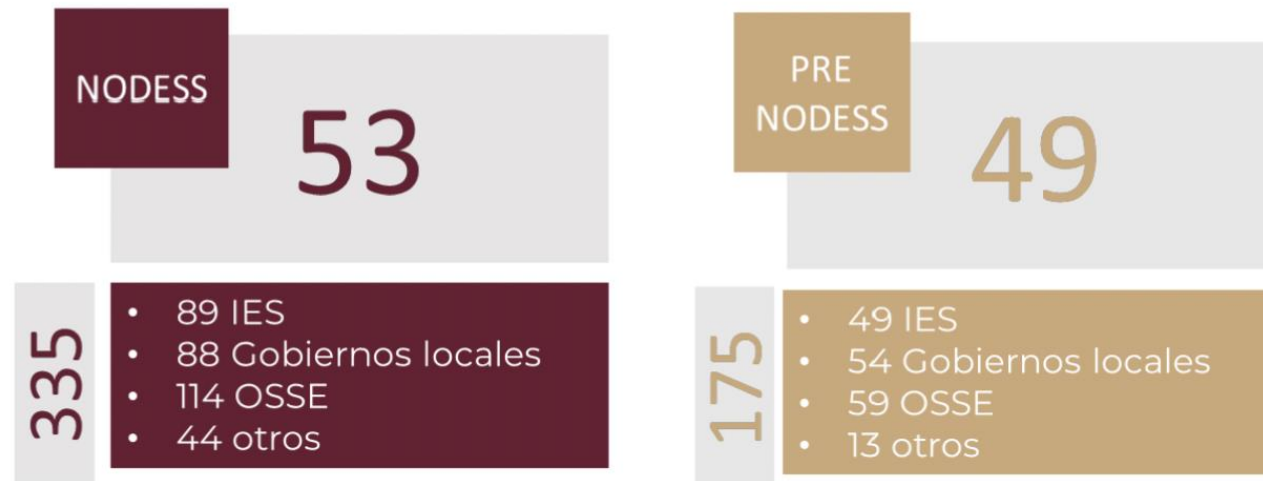 NODESS
53
335
• 89 IES
• 88 Gobiernos locales
• 114 OSSE
• 44 otros
PRE
NODESS
49
175
• 49 IES
• 54 Gobiernos locales
• 59 OSSE
• 13 otros